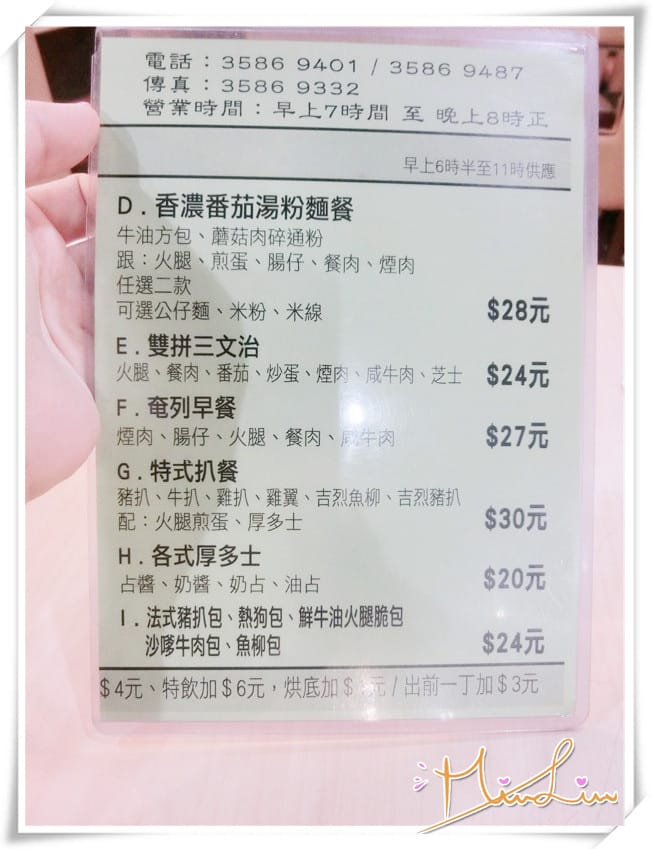 電話：3586 9401 / 3586 9487
傳真：3586 9332
營業時間：早上7時間 至 晚上8時正
早上6時半至11時供應
D．香濃番茄湯粉麵餐
牛油方包、蘑菇肉碎通粉
跟：火腿、煎蛋、腸仔、餐肉、煙肉
任選二款
可選公仔麵、米粉、米線 $28元
E．雙拼三文治
火腿、餐肉、番茄、炒蛋、煙肉、咸牛肉、芝士 $24元
F．奄列早餐
煙肉、腸仔、火腿、餐肉、咸牛肉 $27元
G．特式扒餐
豬扒、牛扒、雞扒、雞翼、吉烈魚柳、吉烈豬扒
配：火腿煎蛋、厚多士 $30元
H．各式厚多士
占醬、奶醬、奶占、油占 $20元
I．法式豬扒包、熱狗包、鮮牛油火腿脆包
沙嗲牛肉包、魚柳包 $24元
$4元、特飲加$6元，烘底加$ 元 / 出前一丁加$3元
MinLin